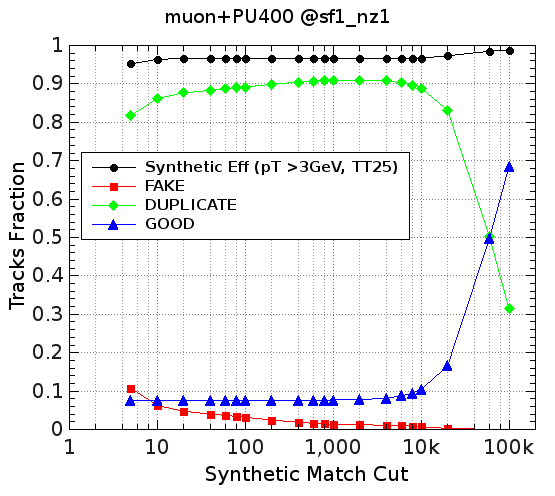 muon+PU400 @sf1_nz1
1
0.9
0.8
0.7
0.6
0.5
0.4
0.3
0.2
0.1
0
Tracks Fraction
Synthetic Eff (pT >3GeV, TT25)
FAKE
DUPLICATE
GOOD
1 10 100 1,000 10k 100k
Synthetic Match Cut